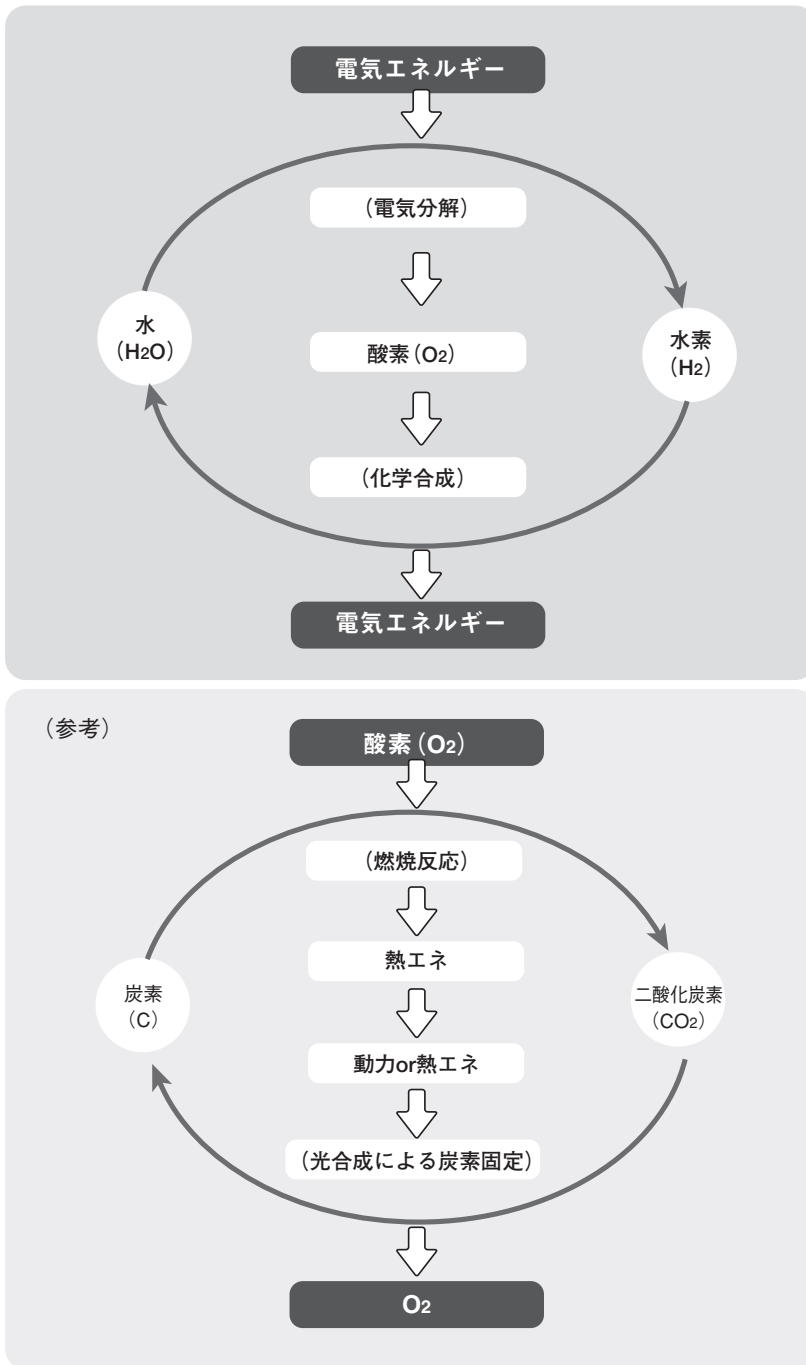 電気エネルギー
（電気分解）
水
（H2O）
酸素（O2）
水素
（H2）
（化学合成）
電気エネルギー
（参考）
酸素（O2）
（燃焼反応）
熱エネ
炭素
（C）
二酸化炭素
（CO2）
動力or熱エネ
（光合成による炭素固定）
O2